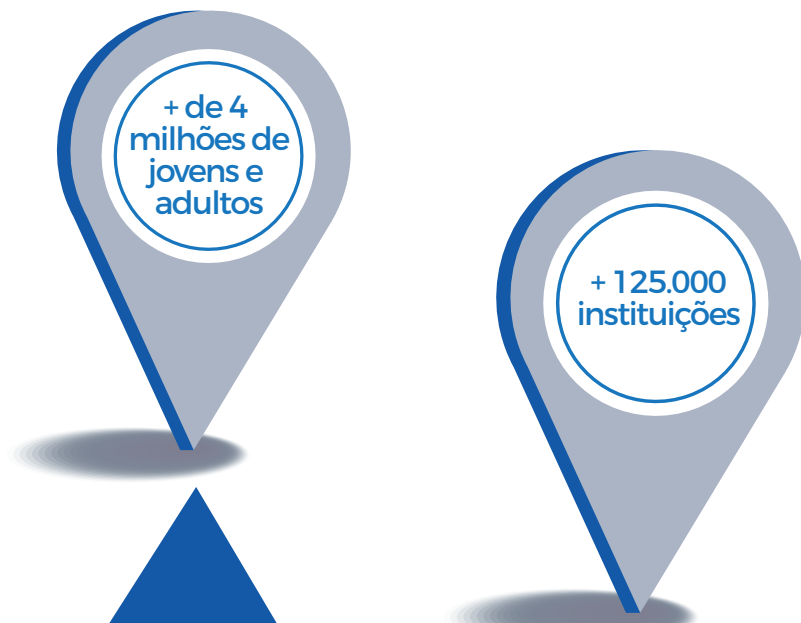 + de 4
milhões de
jovens e
adultos
+ 125.000
instituições